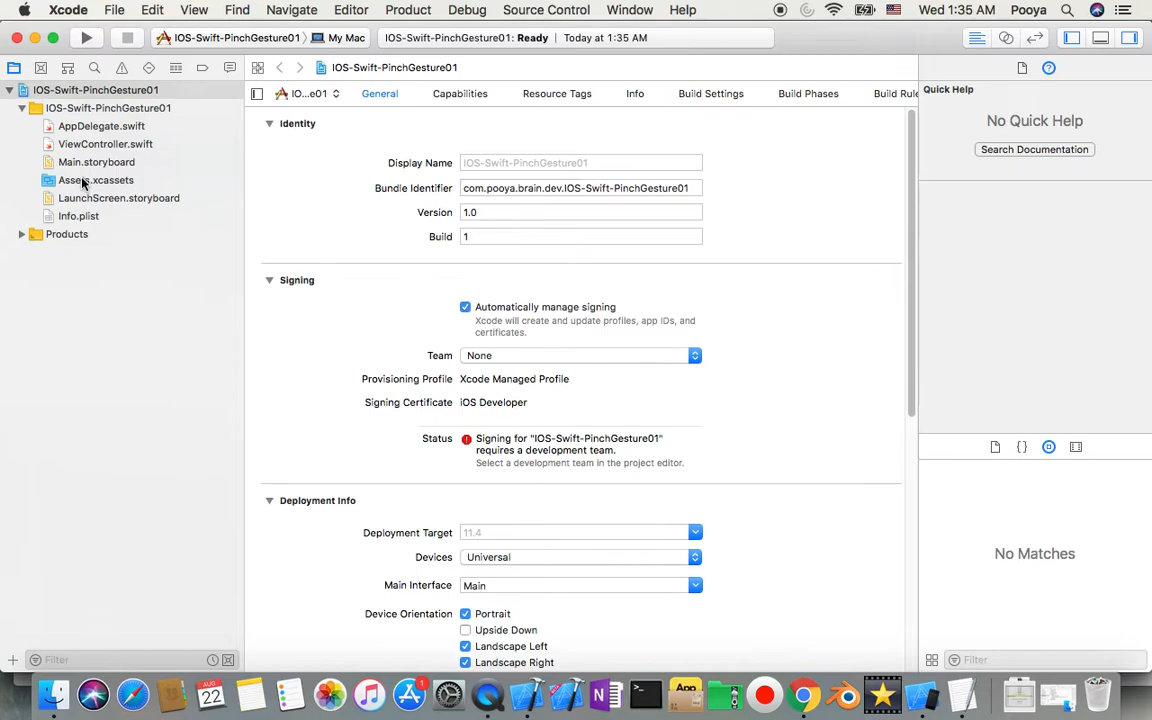 Xcode File Edit View Find Navigate Editor Product Debug Source Control Window Help Wed 1:35 AM Pooya
IOS-Swift-PinchGesture01 My Mac IOS-Swift-PinchGesture01: Ready Today at 1:35 AM
IOS-Swift-PinchGesture01
IOS-Swift-PinchGesture01
IOS-Swift-PinchGesture01
AppDelegate.swift
ViewController.swift
Main.storyboard
Assets.xcassets
LaunchScreen.storyboard
Info.plist
Products
Filter
IO...e01 General Capabilities Resource Tags Info Build Settings Build Phases Build Rule
Identity
Display Name IOS-Swift-PinchGesture01
Bundle Identifier com.pooya.brain.dev.IOS-Swift-PinchGesture01
Version 1.0
Build 1
Signing
Automatically manage signing
Xcode will create and update profiles, app IDs, and
certificates.
Team None
Provisioning Profile Xcode Managed Profile
Signing Certificate iOS Developer
Status Signing for "IOS-Swift-PinchGesture01"
requires a development team.
Select a development team in the project editor.
Deployment Info
Deployment Target 11.4
Devices Universal
Main Interface Main
Device Orientation Portrait
Upside Down
Landscape Left
Landscape Right
Quick Help
No Quick Help
Search Documentation
{ }
No Matches
Filter
AUG
22
1
App